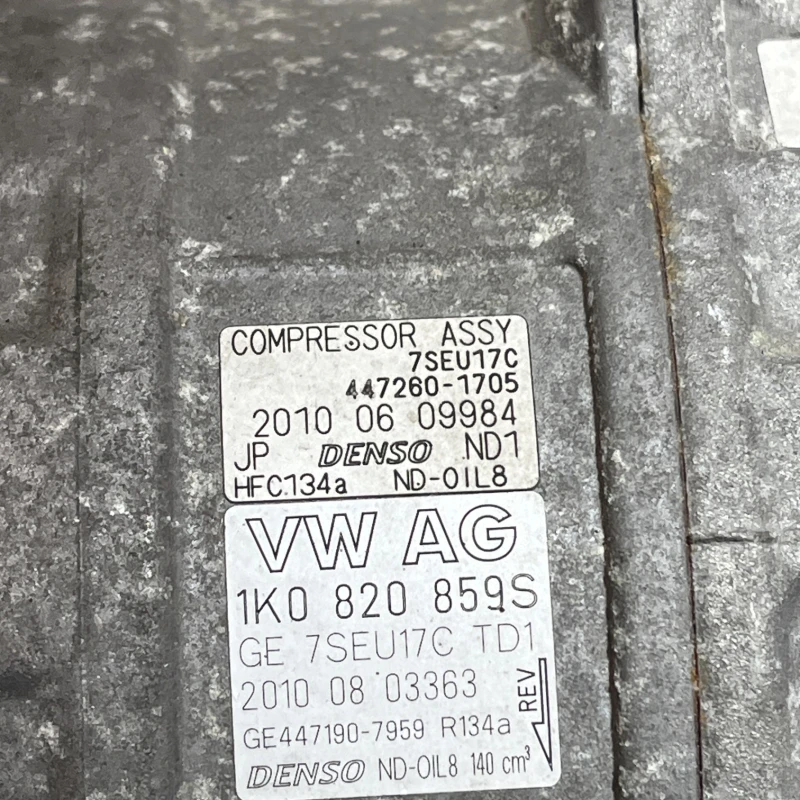 COMPRESSOR ASSY
7SEU17C
447260-1705
2010 06 09984
JP DENSO ND1
HFC134a ND-OIL8
VW AG
1K0 820 859S
GE 7SEU17C TD1
2010 08 03363
REV
GE447190-7959 R134a
DENSO ND-OIL8 140 cm³